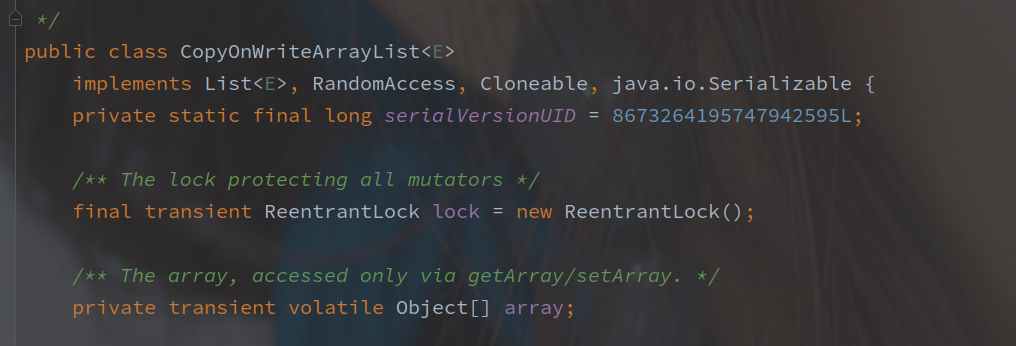 */
public class CopyOnWriteArrayList<E>
implements List<E>, RandomAccess, Cloneable, java.io.Serializable {
private static final long serialVersionUID = 8673264195747942595L;
/** The lock protecting all mutators */
final transient ReentrantLock lock = new ReentrantLock();
/** The array, accessed only via getArray/setArray. */
private transient volatile Object[] array;